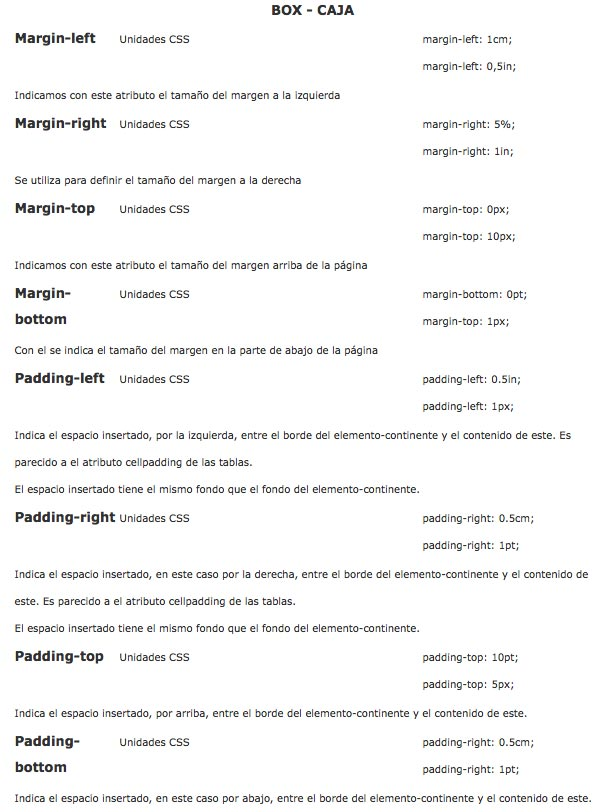 BOX - CAJA
Margin-left Unidades CSS margin-left: 1cm;
margin-left: 0,5in;
Indicamos con este atributo el tamaño del margen a la izquierda
Margin-right Unidades CSS margin-right: 5%;
margin-right: 1in;
Se utiliza para definir el tamaño del margen a la derecha
Margin-top Unidades CSS margin-top: 0px;
margin-top: 10px;
Indicamos con este atributo el tamaño del margen arriba de la página
Margin- Unidades CSS margin-bottom: 0pt;
bottom margin-top: 1px;
Con el se indica el tamaño del margen en la parte de abajo de la página
Padding-left Unidades CSS padding-left: 0.5in;
padding-left: 1px;
Indica el espacio insertado, por la izquierda, entre el borde del elemento-continente y el contenido de este. Es
parecido a el atributo cellpadding de las tablas.
El espacio insertado tiene el mismo fondo que el fondo del elemento-continente.
Padding-right Unidades CSS padding-right: 0.5cm;
padding-right: 1pt;
Indica el espacio insertado, en este caso por la derecha, entre el borde del elemento-continente y el contenido de
este. Es parecido a el atributo cellpadding de las tablas.
El espacio insertado tiene el mismo fondo que el fondo del elemento-continente.
Padding-top Unidades CSS padding-top: 10pt;
padding-top: 5px;
Indica el espacio insertado, por arriba, entre el borde del elemento-continente y el contenido de este.
Padding- Unidades CSS padding-right: 0.5cm;
bottom padding-right: 1pt;
Indica el espacio insertado, en este caso por abajo, entre el borde del elemento-continente y el contenido de este.